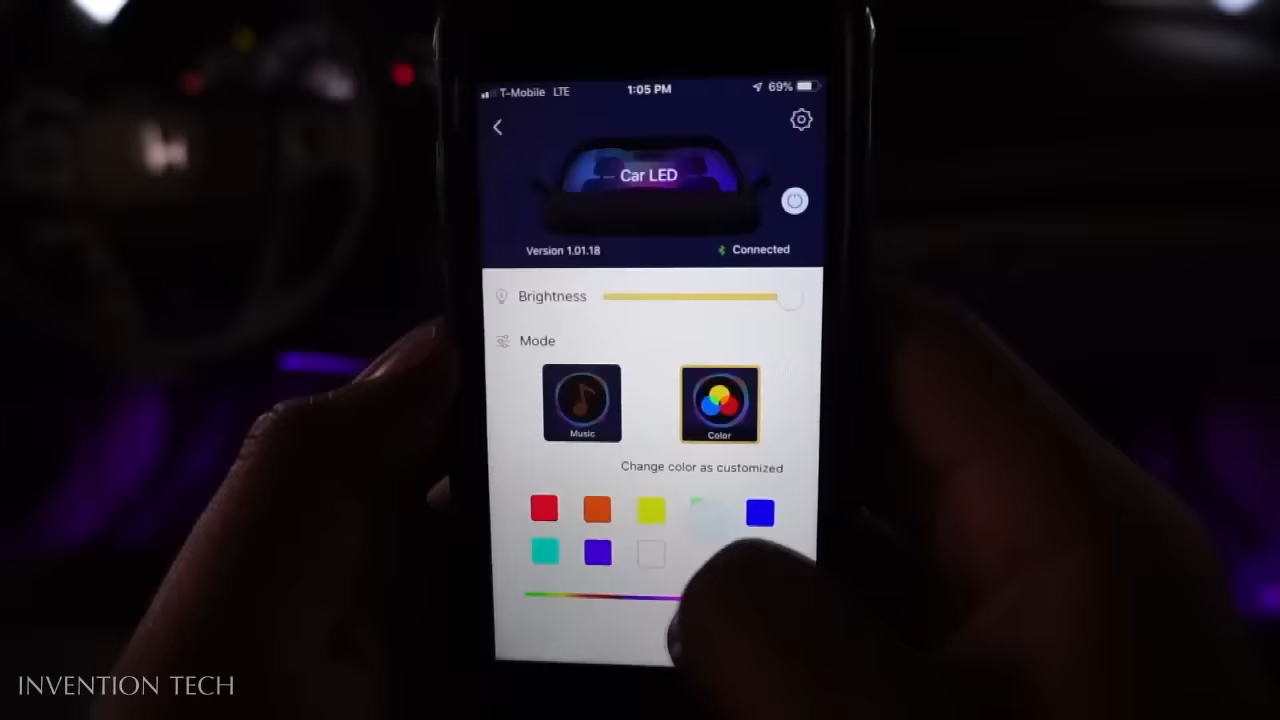 T-Mobile LTE 1:05 PM 69%
Car LED
Version 1.01.18 Connected
Brightness
Mode
Music Color
Change color as customized
INVENTION TECH